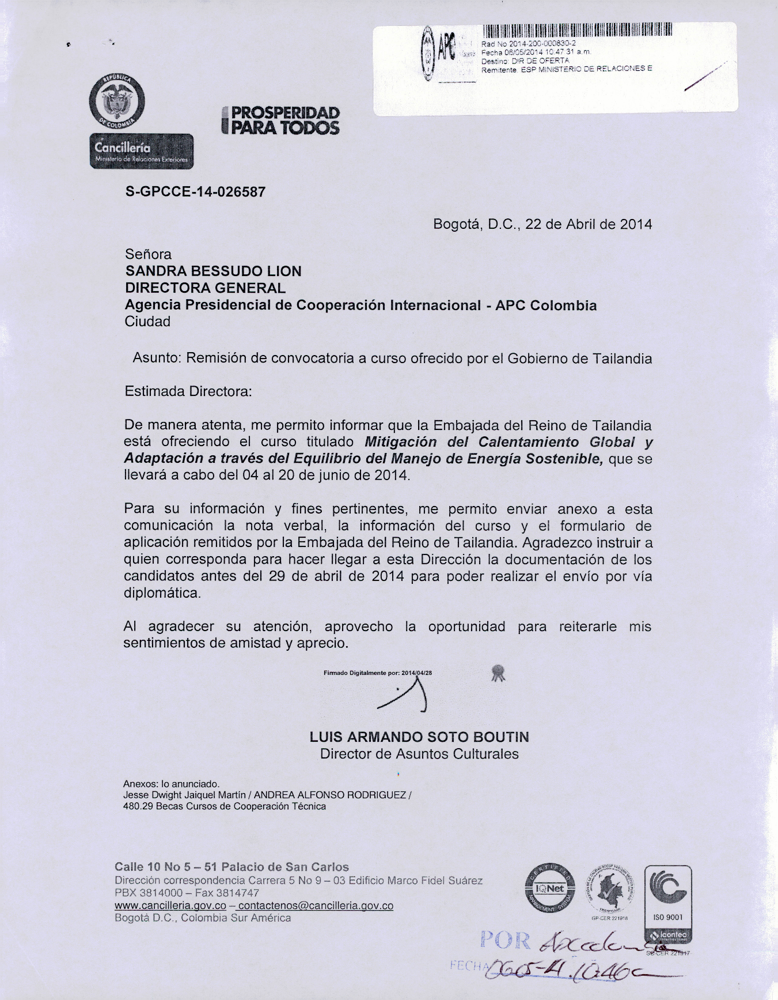 APC
Rad No 2014-200-000830-2
Fecha 06/05/2014 10:47:31 a.m.
Destino: DIR DE OFERTA
Remitente: ESP MINISTERIO DE RELACIONES E
REPÚBLICA
DE COLOMBIA
PROSPERIDAD
PARA TODOS
Cancillería
Ministerio de Relaciones Exteriores
S-GPCCE-14-026587
Bogotá, D.C., 22 de Abril de 2014
Señora
SANDRA BESSUDO LION
DIRECTORA GENERAL
Agencia Presidencial de Cooperación Internacional - APC Colombia
Ciudad
Asunto: Remisión de convocatoria a curso ofrecido por el Gobierno de Tailandia
Estimada Directora:
De manera atenta, me permito informar que la Embajada del Reino de Tailandia
está ofreciendo el curso titulado Mitigación del Calentamiento Global y
Adaptación a través del Equilibrio del Manejo de Energía Sostenible, que se
llevará a cabo del 04 al 20 de junio de 2014.
Para su información y fines pertinentes, me permito enviar anexo a esta
comunicación la nota verbal, la información del curso y el formulario de
aplicación remitidos por la Embajada del Reino de Tailandia. Agradezco instruir a
quien corresponda para hacer llegar a esta Dirección la documentación de los
candidatos antes del 29 de abril de 2014 para poder realizar el envío por vía
diplomática.
Al agradecer su atención, aprovecho la oportunidad para reiterarle mis
sentimientos de amistad y aprecio.
Firmado Digitalmente por: 2014/04/28
LUIS ARMANDO SOTO BOUTIN
Director de Asuntos Culturales
Anexos: lo anunciado.
Jesse Dwight Jaiquel Martín / ANDREA ALFONSO RODRIGUEZ /
480.29 Becas Cursos de Cooperación Técnica
Calle 10 No 5 – 51 Palacio de San Carlos
Dirección correspondencia Carrera 5 No 9 – 03 Edificio Marco Fidel Suárez
PBX 3814000 – Fax 3814747
www.cancilleria.gov.co – contactenos@cancilleria.gov.co
Bogotá D.C., Colombia Sur América
CERTIFIED
IQNet
MANAGEMENT SYSTEM
GP-CER 221918
ISO 9001
icontec
internacional
SC-CER 221917
POR
FECHA